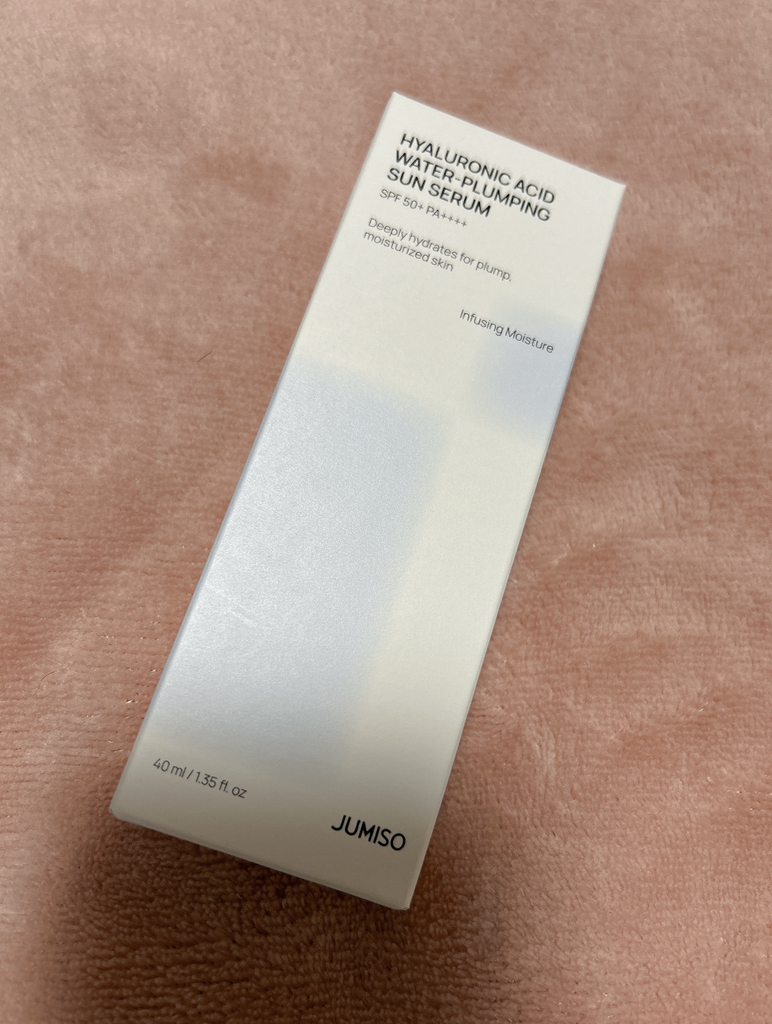 HYALURONIC ACID
WATER-PLUMPING
SUN SERUM
SPF 50+ PA++++
Deeply hydrates for plump,
moisturized skin
Infusing Moisture
40 ml / 1.35 fl. oz
JUMISO